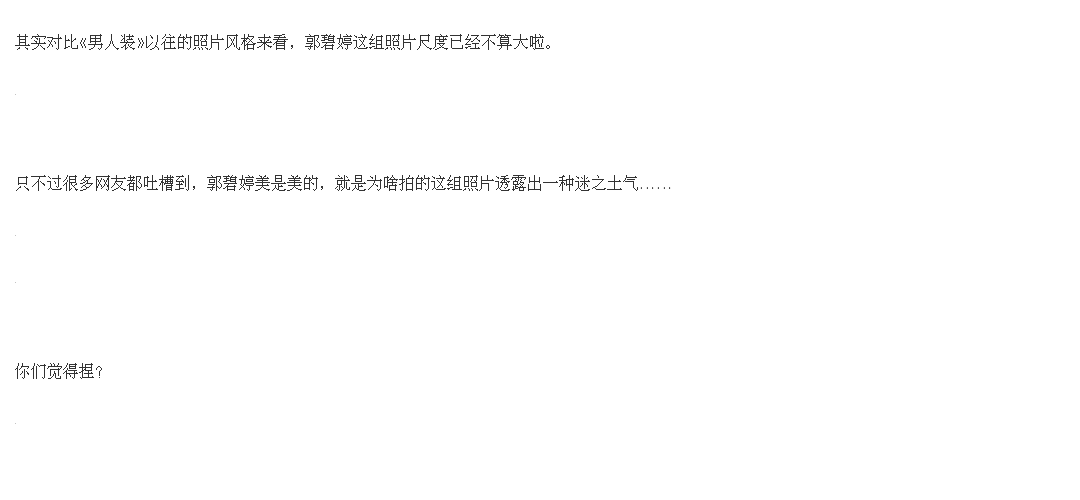 其实对比《男人装》以往的照片风格来看，郭碧婷这组照片尺度已经不算大啦。
只不过很多网友都吐槽到，郭碧婷美是美的，就是为啥拍的这组照片透露出一种迷之土气……
你们觉得捏？